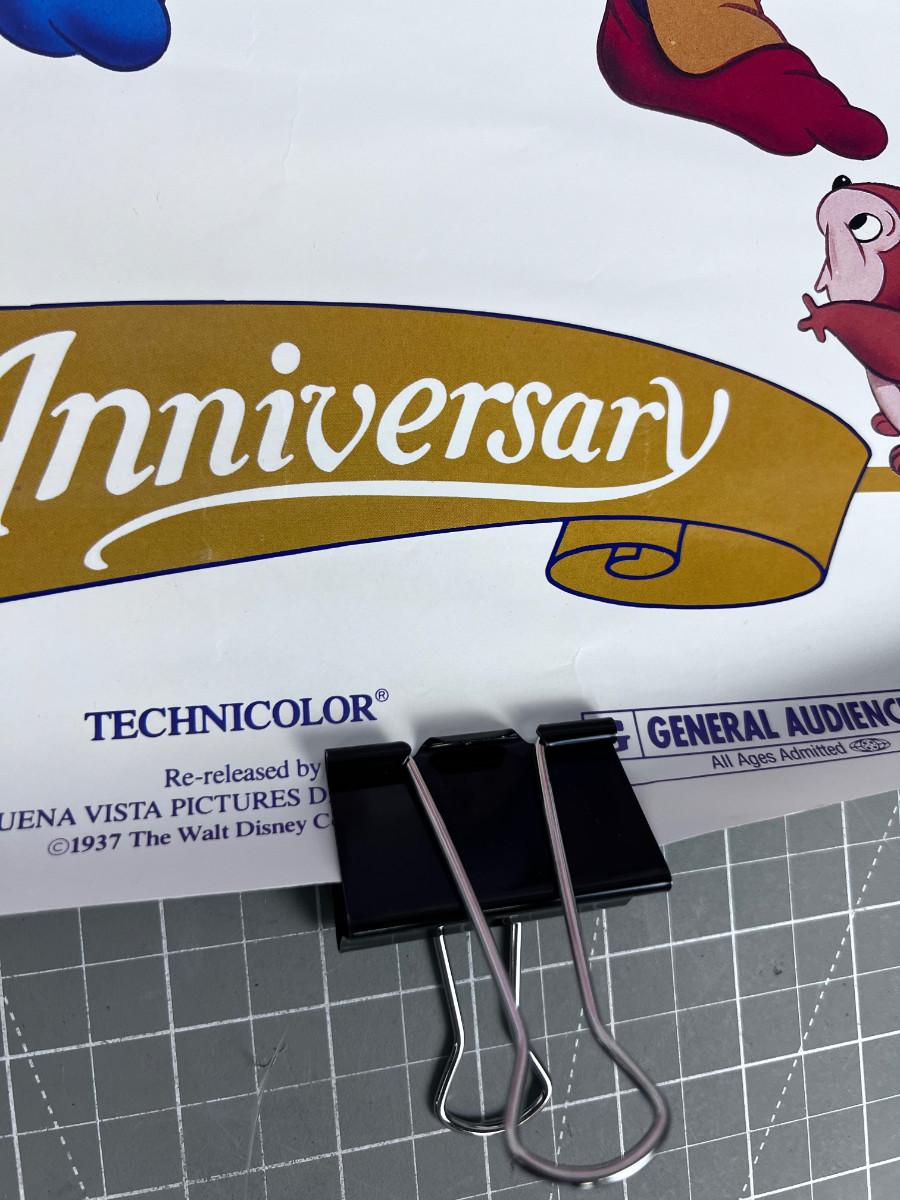 Anniversary
TECHNICOLOR®
Re-released by
UENA VISTA PICTURES D
©1937 The Walt Disney C
G GENERAL AUDIENC
All Ages Admitted